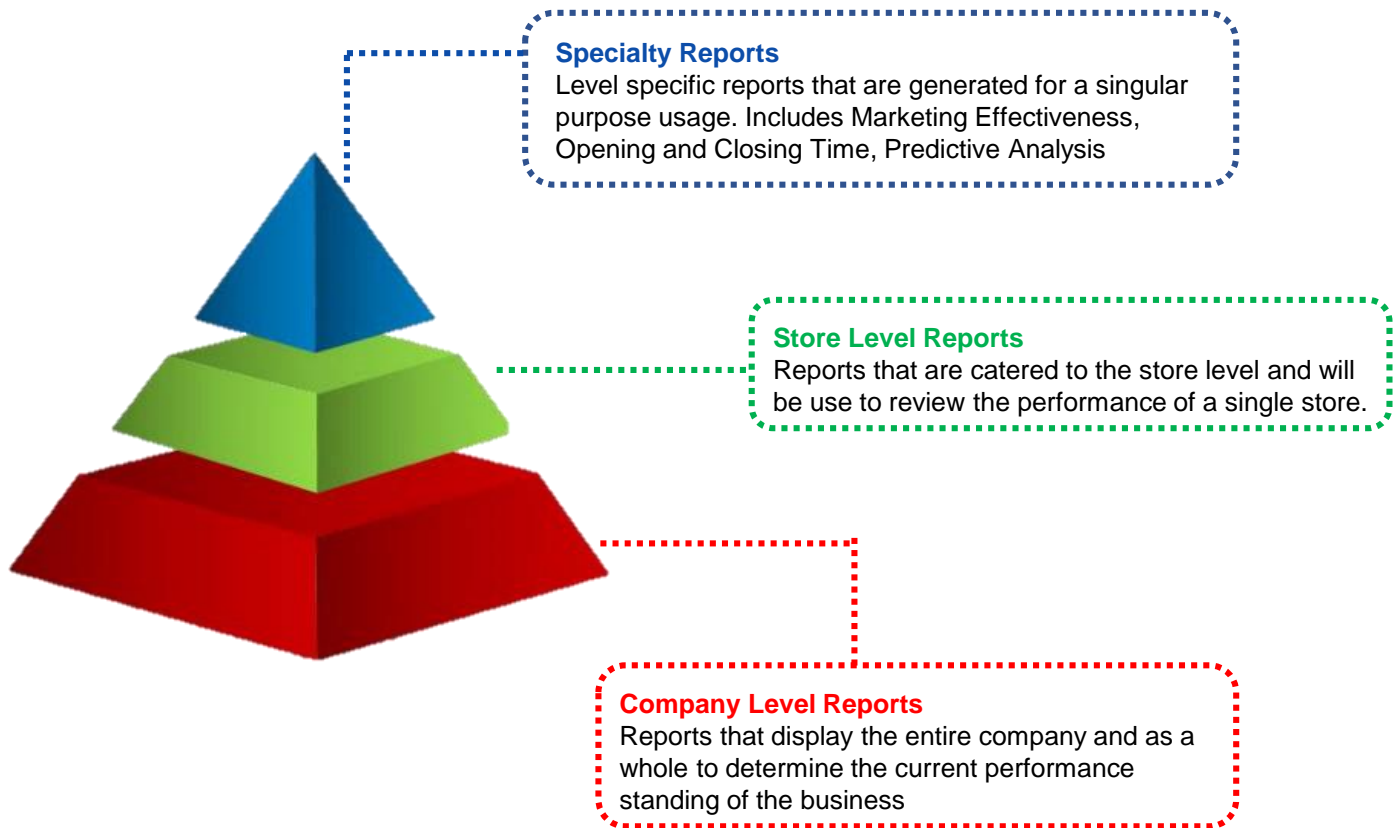 Specialty Reports
Level specific reports that are generated for a singular
purpose usage. Includes Marketing Effectiveness,
Opening and Closing Time, Predictive Analysis
Store Level Reports
Reports that are catered to the store level and will
be use to review the performance of a single store.
Company Level Reports
Reports that display the entire company and as a
whole to determine the current performance
standing of the business